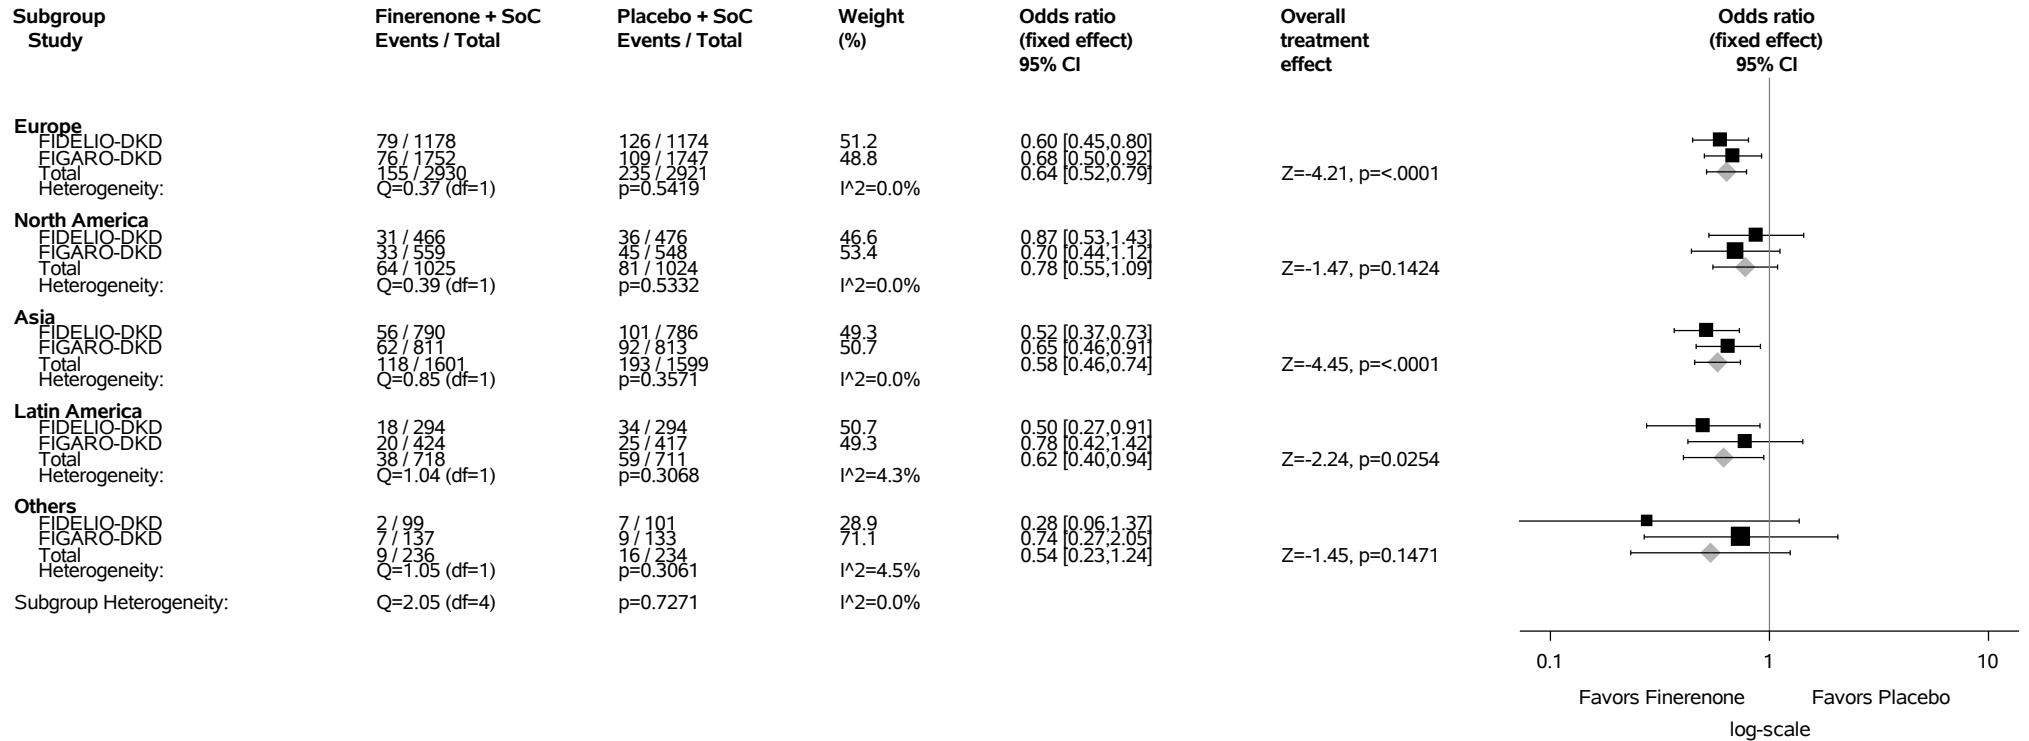 Subgroup Finerenone + SoC Placebo + SoC Weight Odds ratio Overall Odds ratio
Study Events / Total Events / Total (%) (fixed effect) treatment (fixed effect)
95% CI effect 95% CI
Europe
FIDELIO-DKD 79 / 1178 126 / 1174 51.2 0.60 [0.45,0.80]
FIGARO-DKD 76 / 1752 109 / 1747 48.8 0.68 [0.50,0.92]
Total 155 / 2930 235 / 2921 0.64 [0.52,0.79] Z=-4.21, p=<.0001
Heterogeneity: Q=0.37 (df=1) p=0.5419 I^2=0.0%
North America
FIDELIO-DKD 31 / 466 36 / 476 46.6 0.87 [0.53,1.43]
FIGARO-DKD 33 / 559 45 / 548 53.4 0.70 [0.44,1.12]
Total 64 / 1025 81 / 1024 0.78 [0.55,1.09] Z=-1.47, p=0.1424
Heterogeneity: Q=0.39 (df=1) p=0.5332 I^2=0.0%
Asia
FIDELIO-DKD 56 / 790 101 / 786 49.3 0.52 [0.37,0.73]
FIGARO-DKD 62 / 811 92 / 813 50.7 0.65 [0.46,0.91]
Total 118 / 1601 193 / 1599 0.58 [0.46,0.74] Z=-4.45, p=<.0001
Heterogeneity: Q=0.85 (df=1) p=0.3571 I^2=0.0%
Latin America
FIDELIO-DKD 18 / 294 34 / 294 50.7 0.50 [0.27,0.91]
FIGARO-DKD 20 / 424 25 / 417 49.3 0.78 [0.42,1.42]
Total 38 / 718 59 / 711 0.62 [0.40,0.94] Z=-2.24, p=0.0254
Heterogeneity: Q=1.04 (df=1) p=0.3068 I^2=4.3%
Others
FIDELIO-DKD 2 / 99 7 / 101 28.9 0.28 [0.06,1.37]
FIGARO-DKD 7 / 137 9 / 133 71.1 0.74 [0.27,2.05]
Total 9 / 236 16 / 234 0.54 [0.23,1.24] Z=-1.45, p=0.1471
Heterogeneity: Q=1.05 (df=1) p=0.3061 I^2=4.5%
Subgroup Heterogeneity: Q=2.05 (df=4) p=0.7271 I^2=0.0%
0.1 1 10
Favors Finerenone Favors Placebo
log-scale